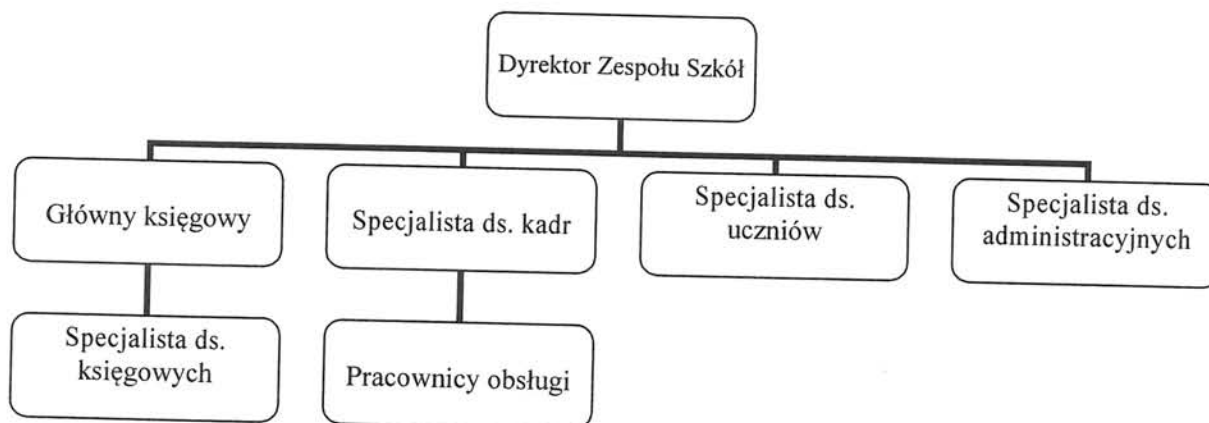 Dyrektor Zespołu Szkół
Główny księgowy
Specjalista ds. kadr
Specjalista ds.
uczniów
Specjalista ds.
administracyjnych
Specjalista ds.
księgowych
Pracownicy obsługi